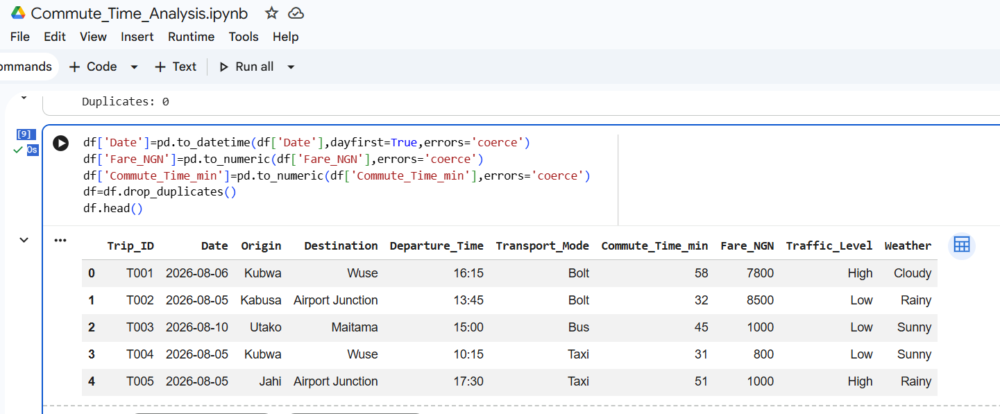 Commute_Time_Analysis.ipynb
File Edit View Insert Runtime Tools Help
ommands + Code + Text Run all
Duplicates: 0
[9]
0s
df['Date']=pd.to_datetime(df['Date'],dayfirst=True,errors='coerce')
df['Fare_NGN']=pd.to_numeric(df['Fare_NGN'],errors='coerce')
df['Commute_Time_min']=pd.to_numeric(df['Commute_Time_min'],errors='coerce')
df=df.drop_duplicates()
df.head()
Trip_ID Date Origin Destination Departure_Time Transport_Mode Commute_Time_min Fare_NGN Traffic_Level Weather
0 T001 2026-08-06 Kubwa Wuse 16:15 Bolt 58 7800 High Cloudy
1 T002 2026-08-05 Kabusa Airport Junction 13:45 Bolt 32 8500 Low Rainy
2 T003 2026-08-10 Utako Maitama 15:00 Bus 45 1000 Low Sunny
3 T004 2026-08-05 Kubwa Wuse 10:15 Taxi 31 800 Low Sunny
4 T005 2026-08-05 Jahi Airport Junction 17:30 Taxi 51 1000 High Rainy